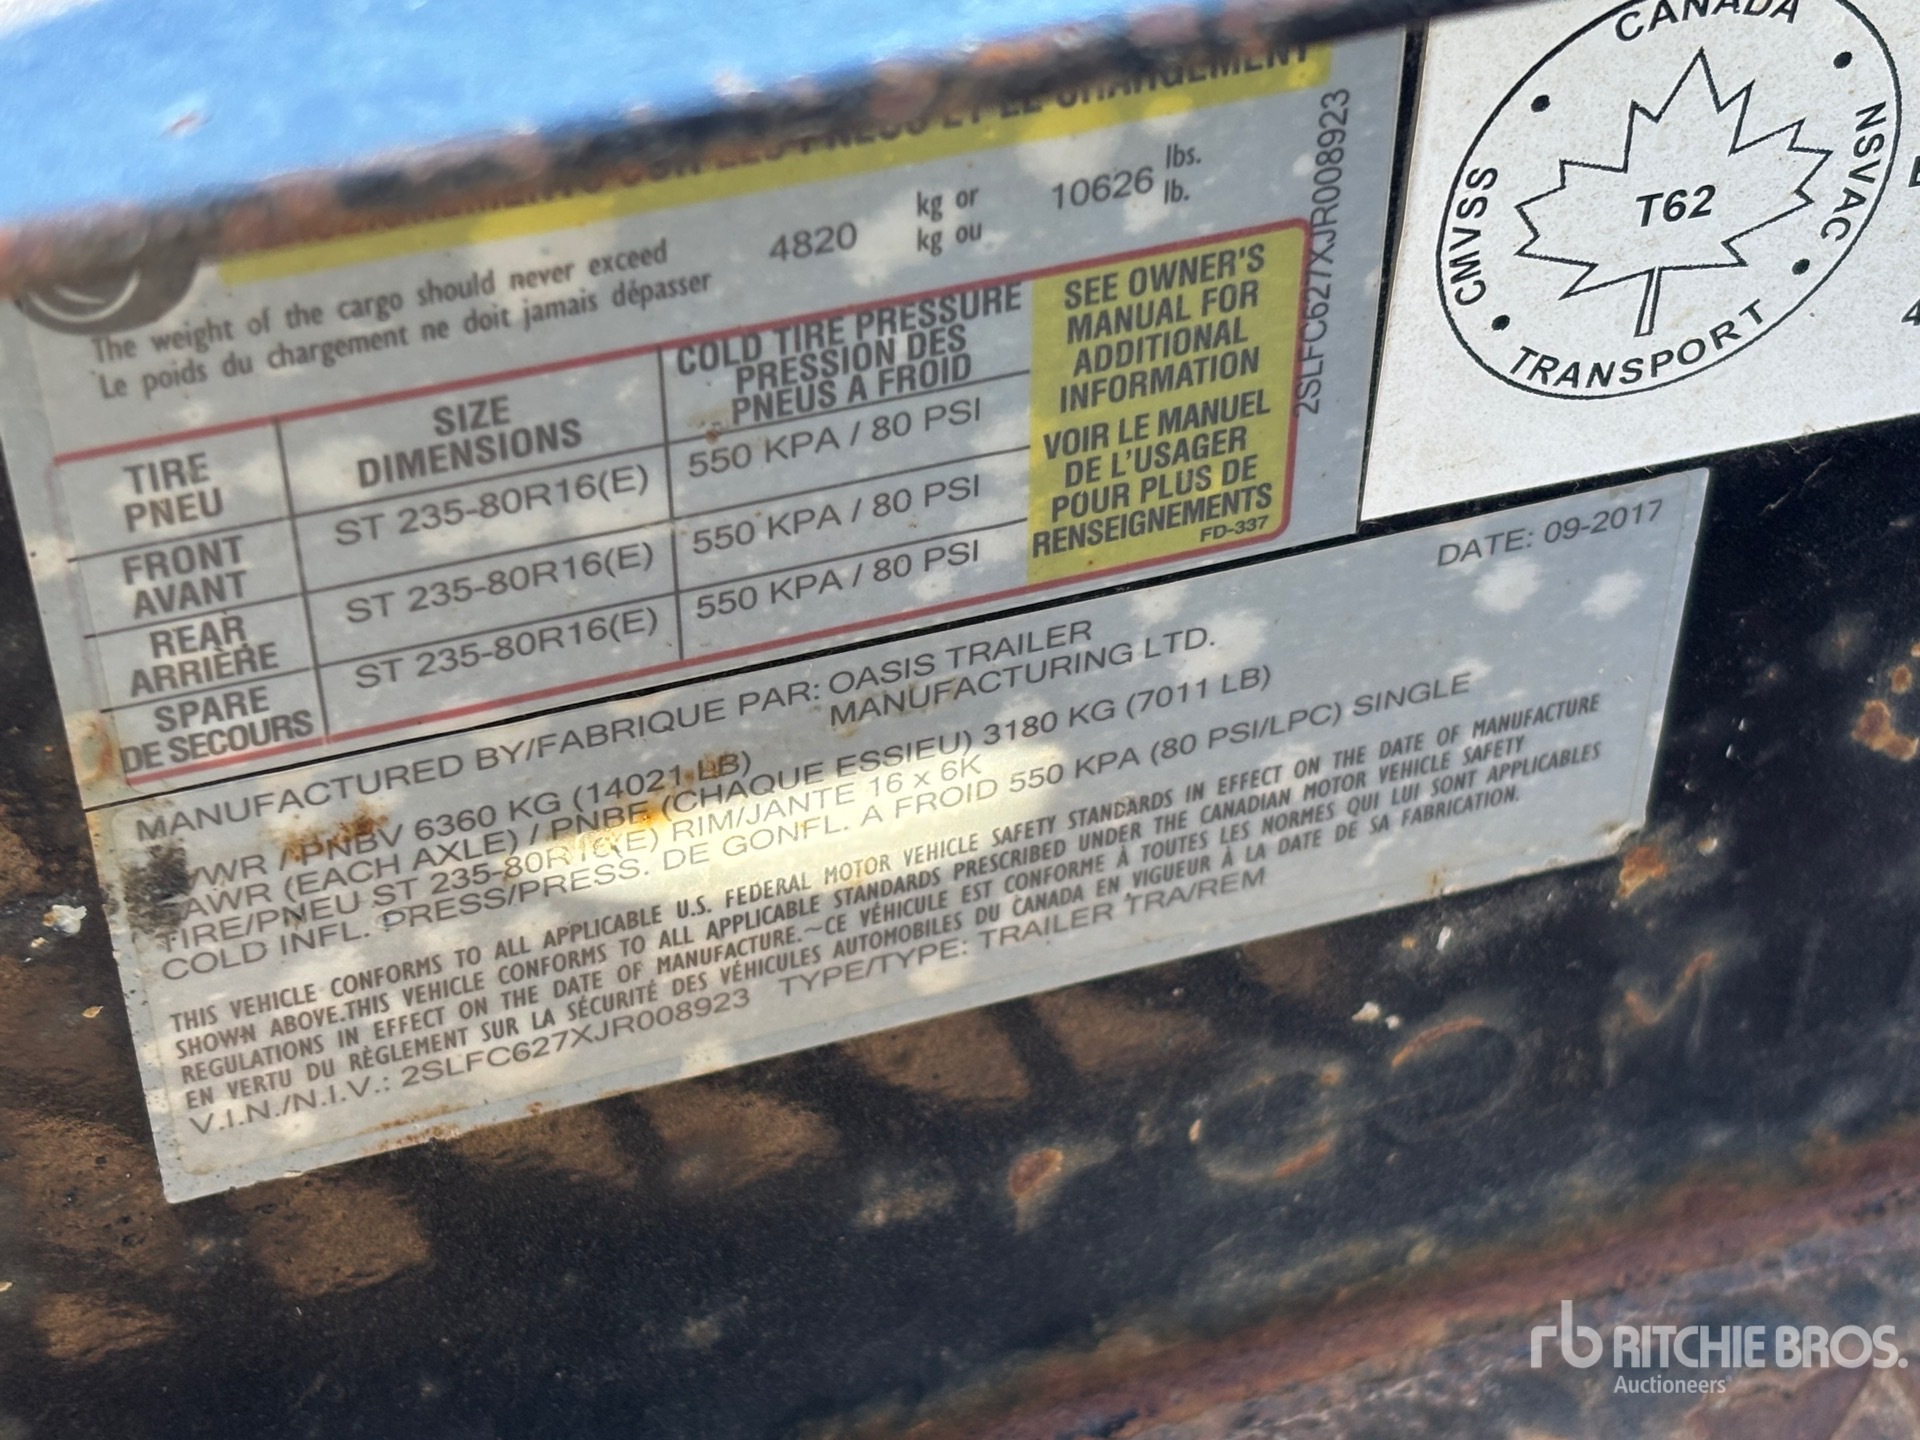 LES PNEUS ET LE CHARGEMENT
The weight of the cargo should never exceed
Le poids du chargement ne doit jamais dépasser
4820 kg or 10626 lbs.
kg ou lb.
TIRE
PNEU
SIZE
DIMENSIONS
COLD TIRE PRESSURE
PRESSION DES
PNEUS A FROID
FRONT
AVANT
ST 235-80R16(E)
550 KPA / 80 PSI
REAR
ARRIÈRE
ST 235-80R16(E)
550 KPA / 80 PSI
SPARE
DE SECOURS
ST 235-80R16(E)
550 KPA / 80 PSI
SEE OWNER'S
MANUAL FOR
ADDITIONAL
INFORMATION
VOIR LE MANUEL
DE L'USAGER
POUR PLUS DE
RENSEIGNEMENTS
FD-337
2SLFC627XJR008923
CANADA
NSVAC
TRANSPORT
CMVSS
T62
DATE: 09-2017
MANUFACTURED BY/FABRIQUE PAR: OASIS TRAILER
MANUFACTURING LTD.
/ PNBV 6360 KG (14021 LB)
(EACH AXLE) / PNBE (CHAQUE ESSIEU) 3180 KG (7011 LB)
TIRE/PNEU ST 235-80R16(E) RIM/JANTE 16 x 6K
COLD INFL. PRESS/PRESS. DE GONFL. A FROID 550 KPA (80 PSI/LPC) SINGLE
THIS VEHICLE CONFORMS TO ALL APPLICABLE U.S. FEDERAL MOTOR VEHICLE SAFETY STANDARDS IN EFFECT ON THE DATE OF MANUFACTURE
SHOWN ABOVE.THIS VEHICLE CONFORMS TO ALL APPLICABLE STANDARDS PRESCRIBED UNDER THE CANADIAN MOTOR VEHICLE SAFETY
REGULATIONS IN EFFECT ON THE DATE OF MANUFACTURE.~CE VÉHICULE EST CONFORME À TOUTES LES NORMES QUI LUI SONT APPLICABLES
EN VERTU DU RÈGLEMENT SUR LA SÉCURITÉ DES VÉHICULES AUTOMOBILES DU CANADA EN VIGUEUR À LA DATE DE SA FABRICATION.
V.I.N./N.I.V.: 2SLFC627XJR008923 TYPE/TYPE: TRAILER TRA/REM
rb RITCHIE BROS.
Auctioneers